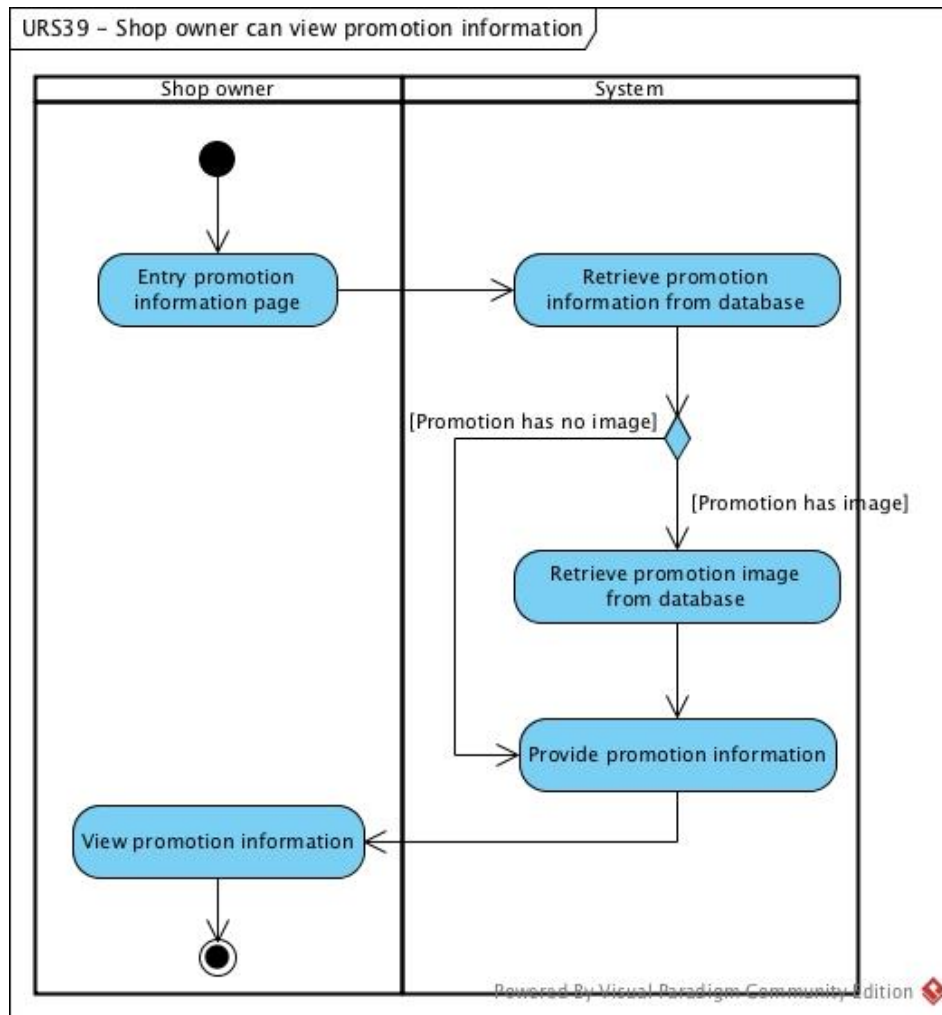 URS39 - Shop owner can view promotion information
Shop owner
System
Entry promotion
information page
Retrieve promotion
information from database
[Promotion has no image]
[Promotion has image]
Retrieve promotion image
from database
Provide promotion information
View promotion information
Powered By Visual Paradigm Community Edition